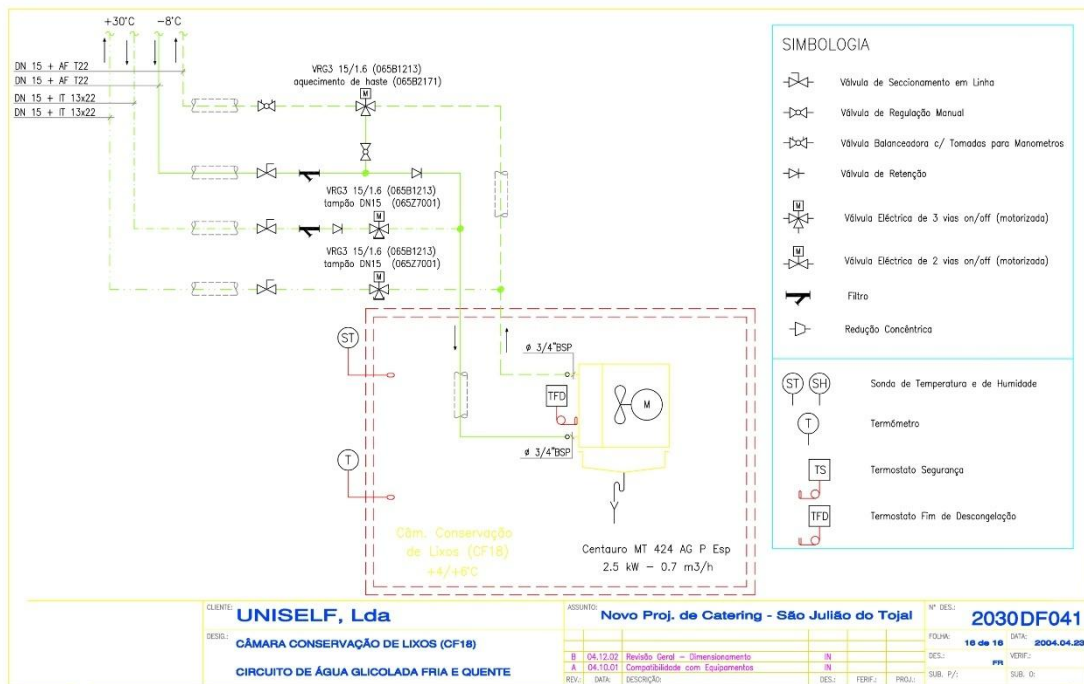 +30°C -8°C
DN 15 + AF T22
DN 15 + AF T22
DN 15 + IT 13x22
DN 15 + IT 13x22
VRG3 15/1.6 (065B1213)
aquecimento de haste (065B2171)
M
VRG3 15/1.6 (065B1213)
tampão DN15 (065Z7001)
M
VRG3 15/1.6 (065B1213)
tampão DN15 (065Z7001)
M
ST
T
ø 3/4"BSP
TFD
M
ø 3/4"BSP
Câm. Conservação
de Lixos (CF18)
+4/+6°C
Centauro MT 424 AG P Esp
2.5 kW – 0.7 m3/h
SIMBOLOGIA
Válvula de Seccionamento em Linha
Válvula de Regulação Manual
Válvula Balanceadora c/ Tomadas para Manometros
Válvula de Retenção
M Válvula Eléctrica de 3 vias on/off (motorizada)
M Válvula Eléctrica de 2 vias on/off (motorizada)
Filtro
Redução Concêntrica
ST SH Sonda de Temperatura e de Humidade
T Termómetro
TS Termostato Segurança
TFD Termostato Fim de Descongelação
CLIENTE: UNISELF, Lda
DESIG.: CÂMARA CONSERVAÇÃO DE LIXOS (CF18)
CIRCUITO DE ÁGUA GLICOLADA FRIA E QUENTE
ASSUNTO: Novo Proj. de Catering - São Julião do Tojal
B 04.12.02 Revisão Geral – Dimensionamento IN
A 04.10.01 Compatibilidade com Equipamentos IN
REV.: DATA: DESCRIÇÃO: DES.: FERIF.: PROJ.:
Nº DES.: 2030DF041
FOLHA: 16 de 16 DATA: 2004.04.23
DES.: FR VERIF.:
SUB. P/: SUB. O: